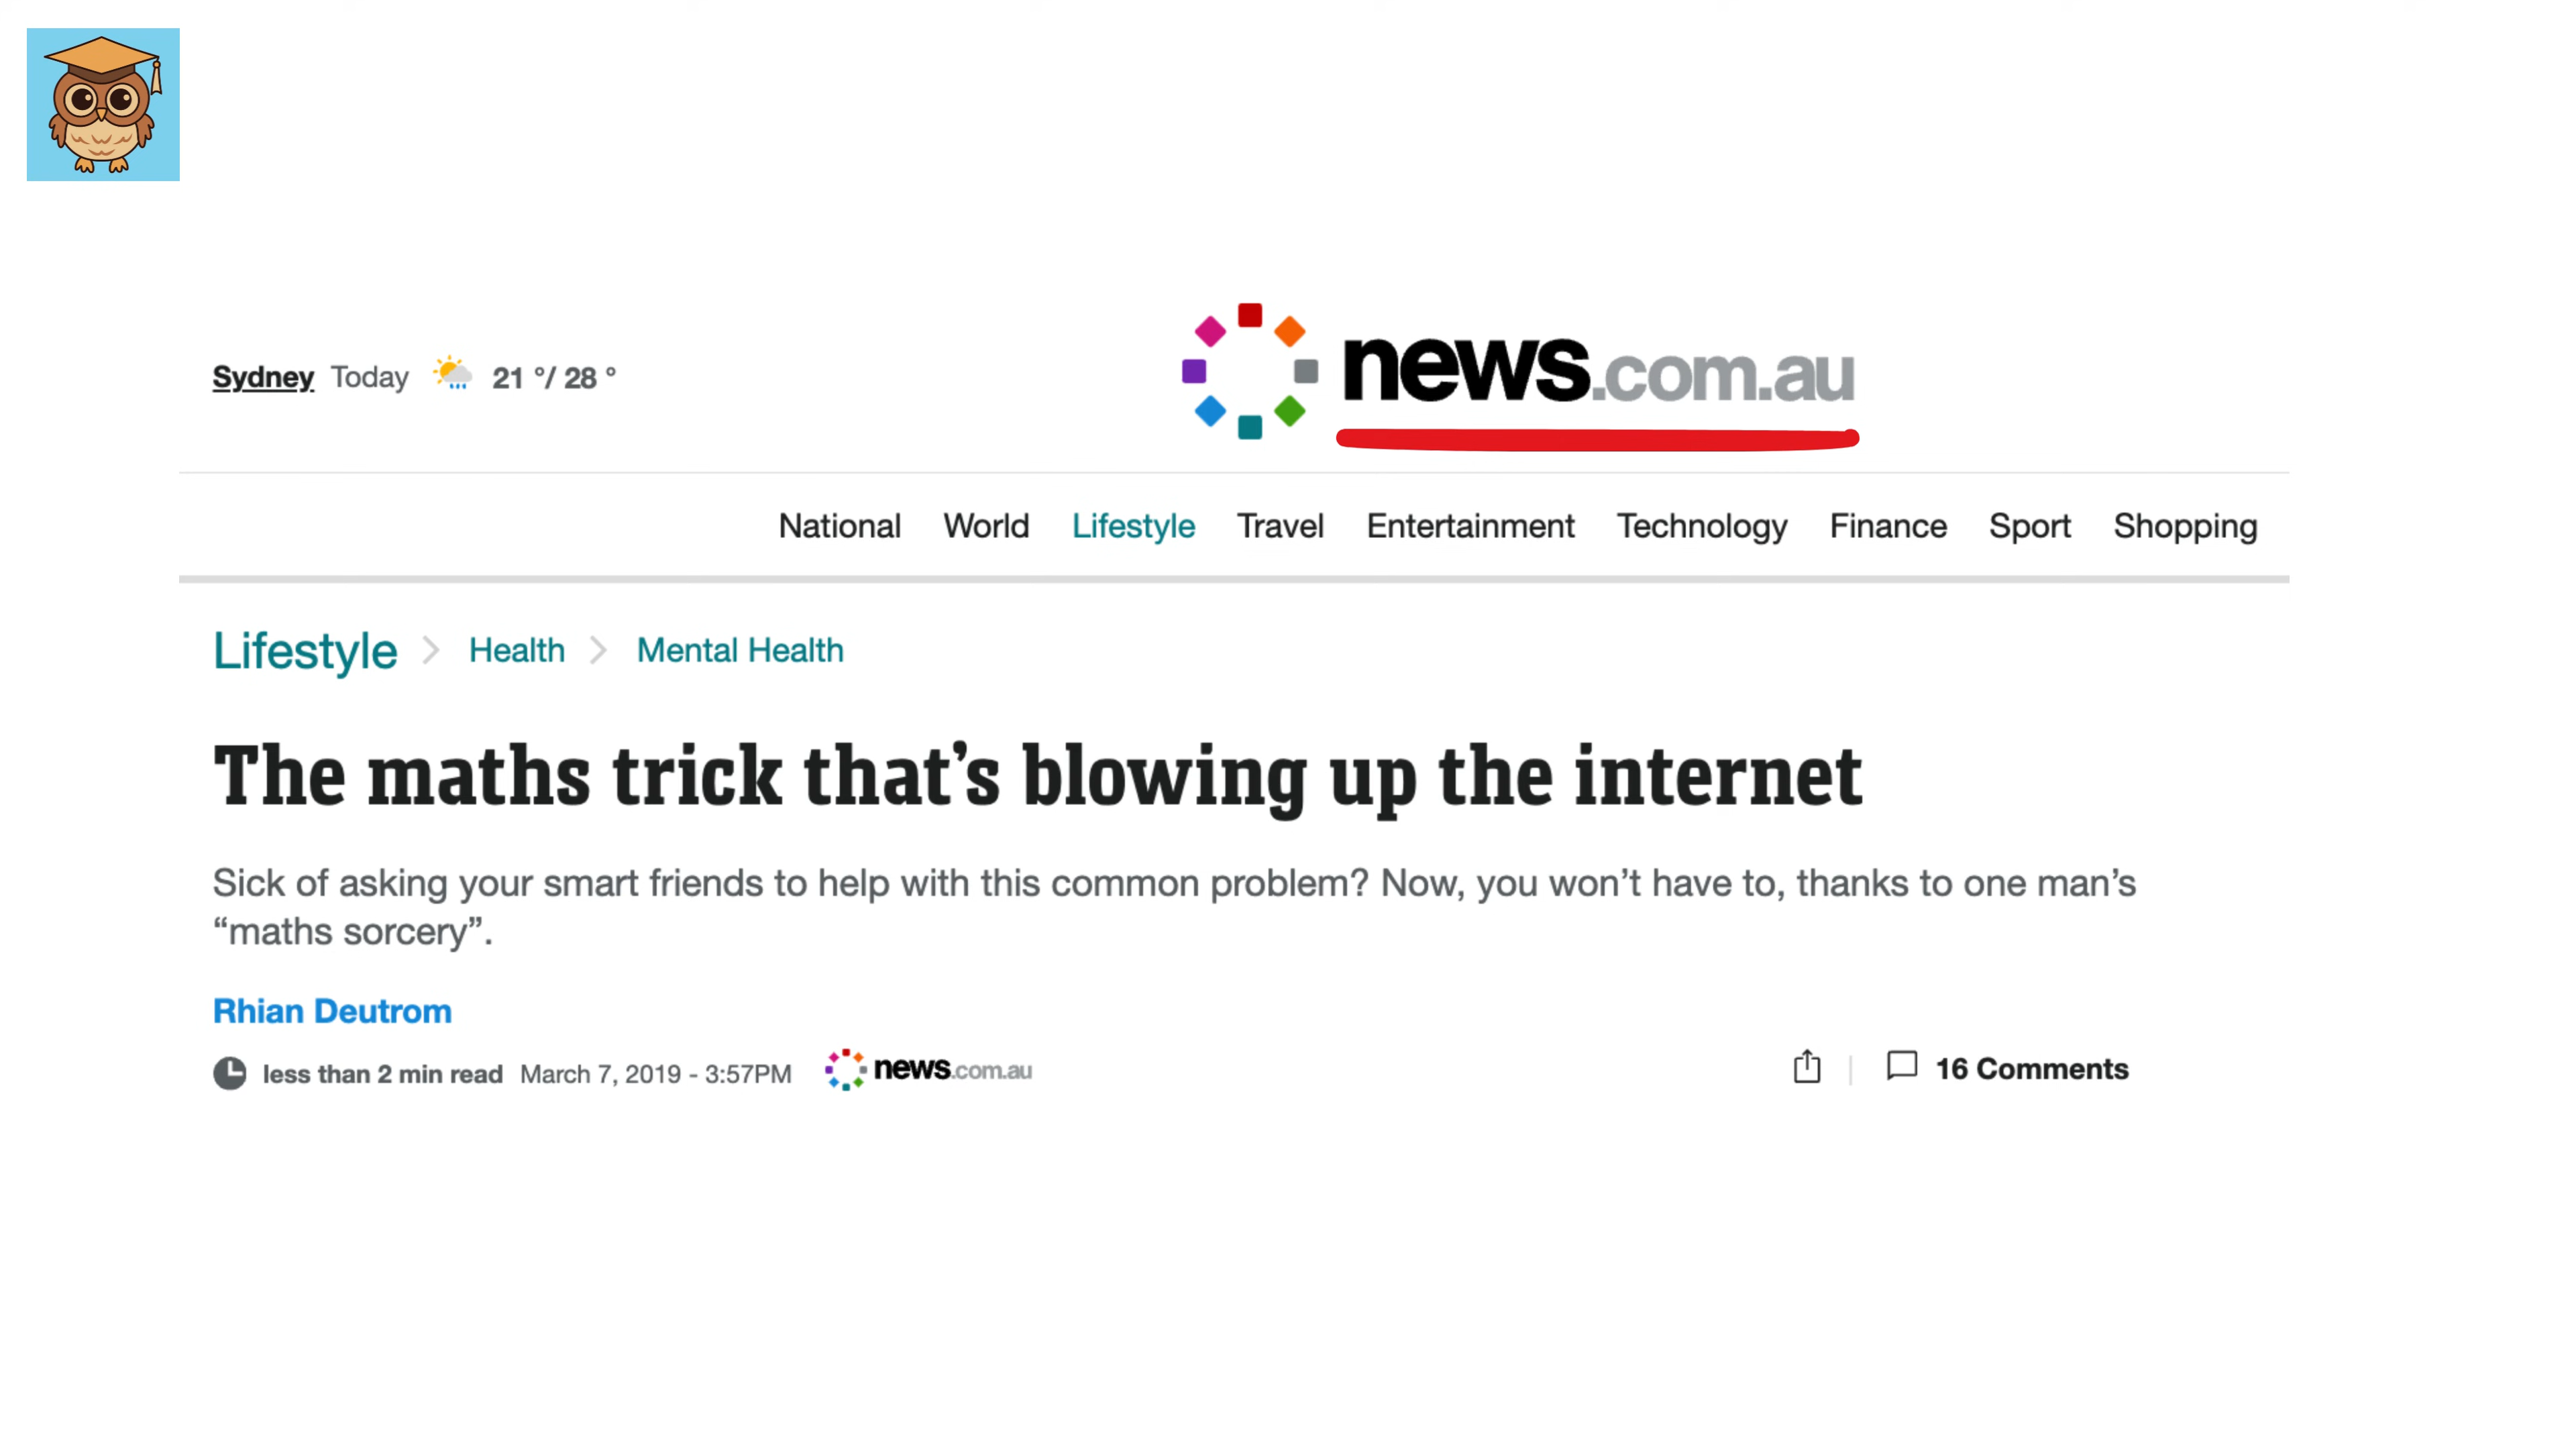 Sydney Today 21 °/ 28 °
news.com.au
National World Lifestyle Travel Entertainment Technology Finance Sport Shopping
Lifestyle > Health > Mental Health
The maths trick that’s blowing up the internet
Sick of asking your smart friends to help with this common problem? Now, you won’t have to, thanks to one man’s
“maths sorcery”.
Rhian Deutrom
less than 2 min read March 7, 2019 - 3:57PM news.com.au
16 Comments